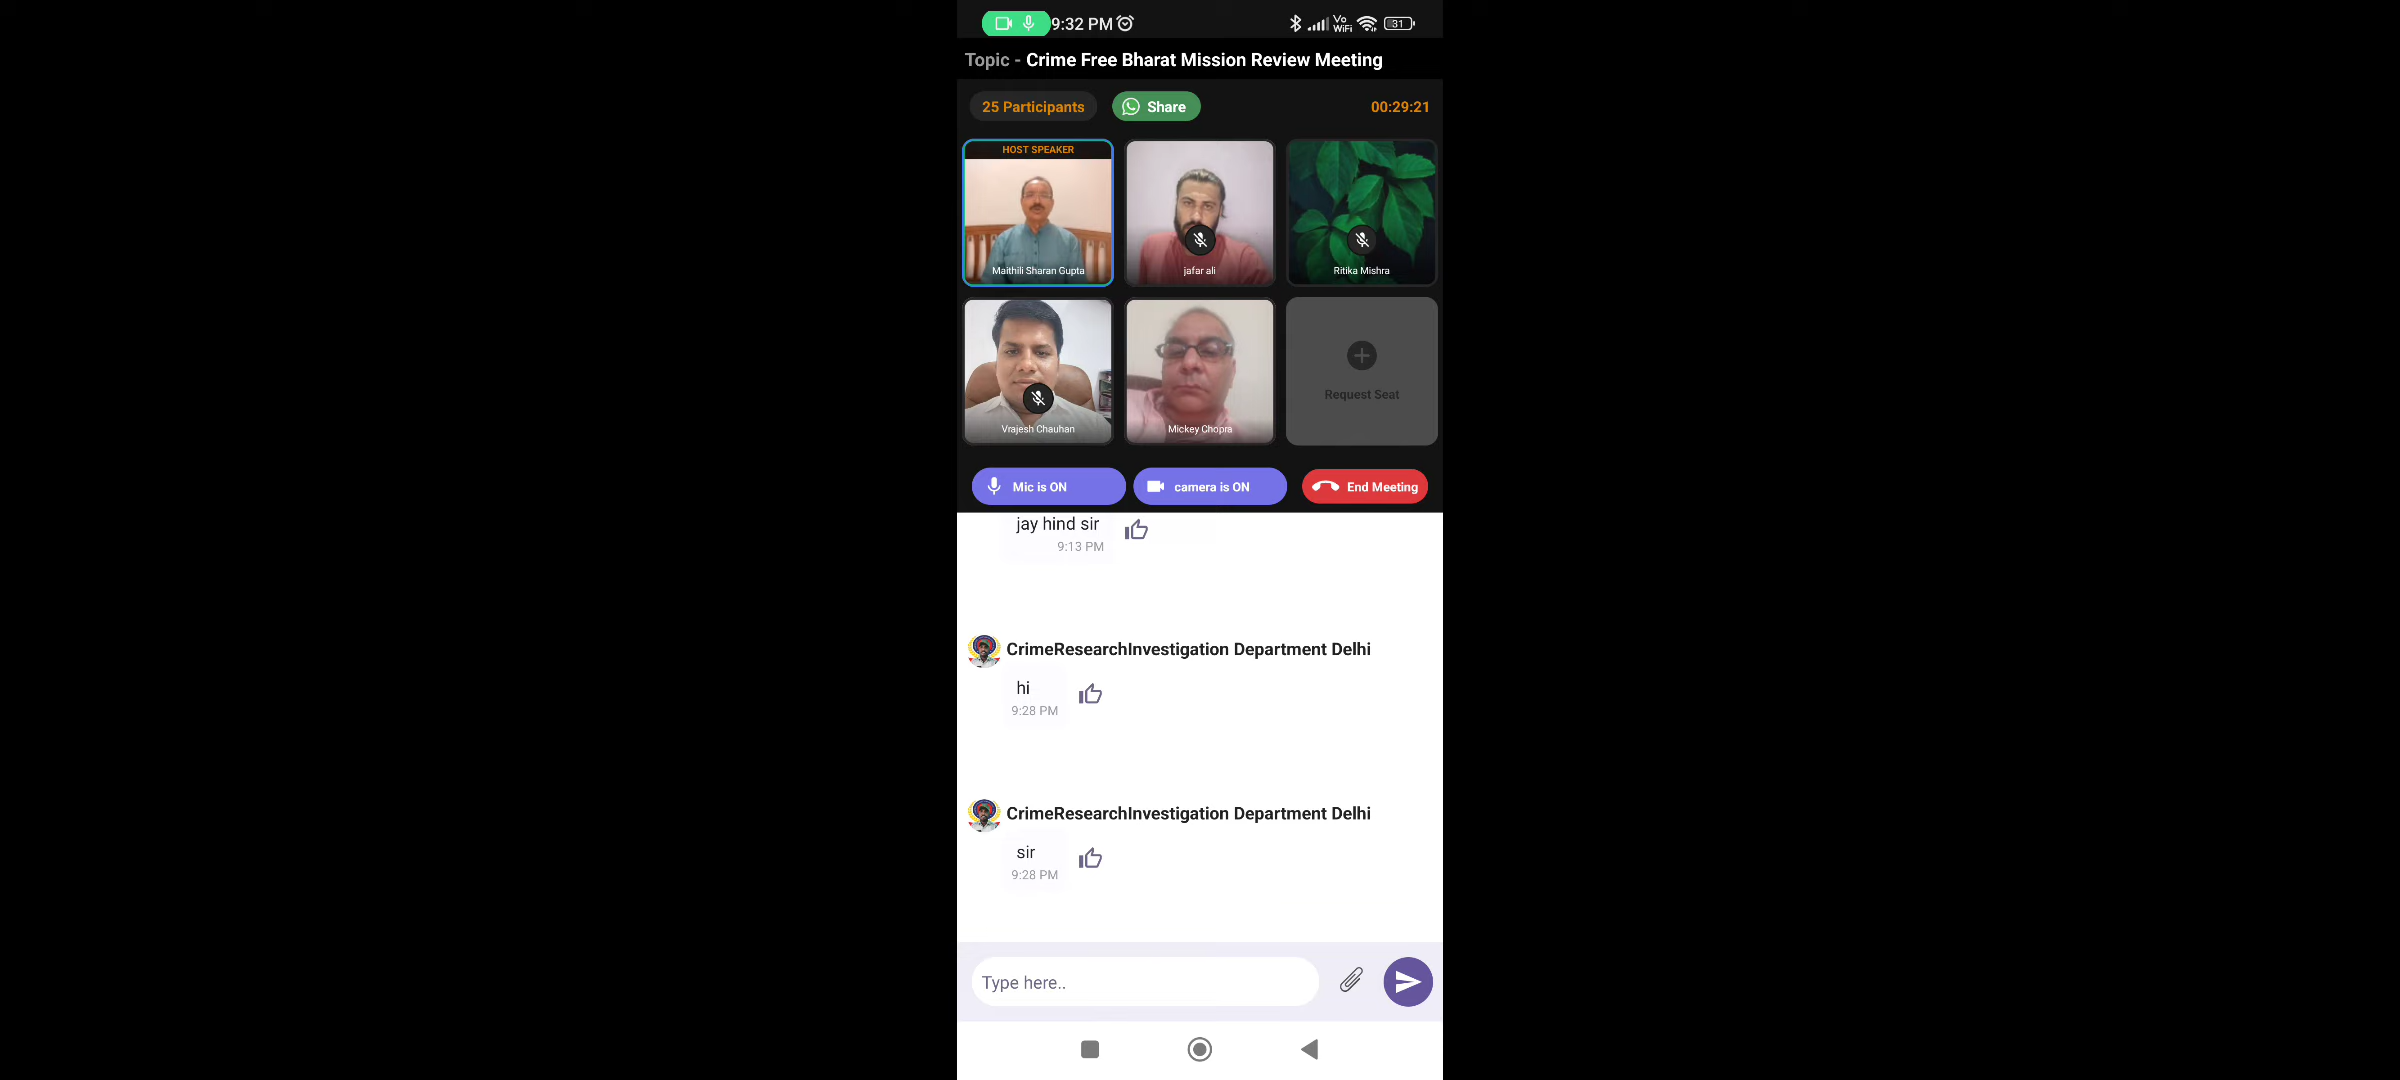 9:32 PM
Vo
WiFi
31
Topic - Crime Free Bharat Mission Review Meeting
25 Participants
Share
00:29:21
HOST SPEAKER
Maithili Sharan Gupta
jafar ali
Ritika Mishra
Vrajesh Chauhan
Mickey Chopra
Request Seat
Mic is ON
camera is ON
End Meeting
jay hind sir
9:13 PM
CrimeResearchInvestigation Department Delhi
hi
9:28 PM
CrimeResearchInvestigation Department Delhi
sir
9:28 PM
Type here..